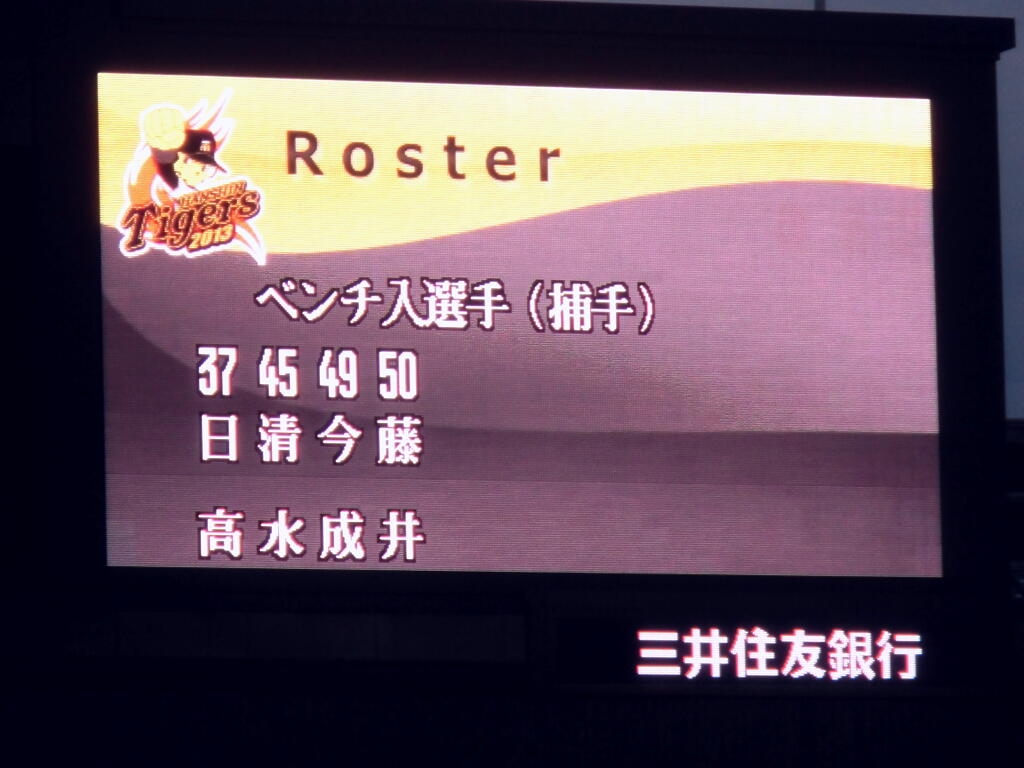 Roster
HANSHIN
Tigers
2013
ベンチ入選手(捕手)
37 45 49 50
日 清 今 藤
高 水 成 井
三井住友銀行